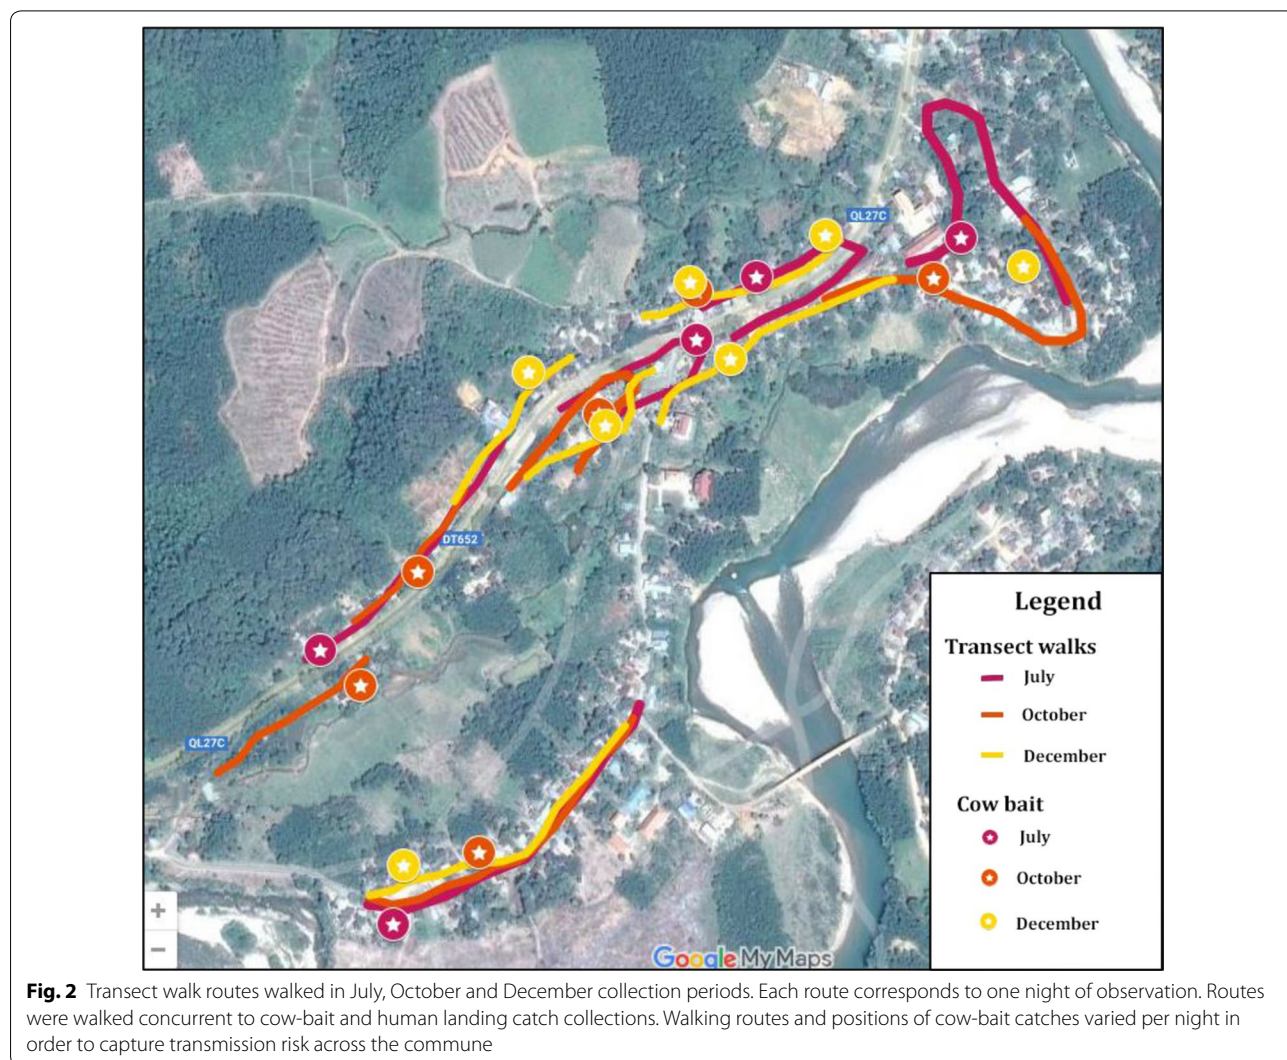 QL27C
DT652
QL27C
Legend
Transect walks
July
October
December
Cow bait
July
October
December
+
−
Google My Maps
Fig. 2 Transect walk routes walked in July, October and December collection periods. Each route corresponds to one night of observation. Routes
were walked concurrent to cow-bait and human landing catch collections. Walking routes and positions of cow-bait catches varied per night in
order to capture transmission risk across the commune